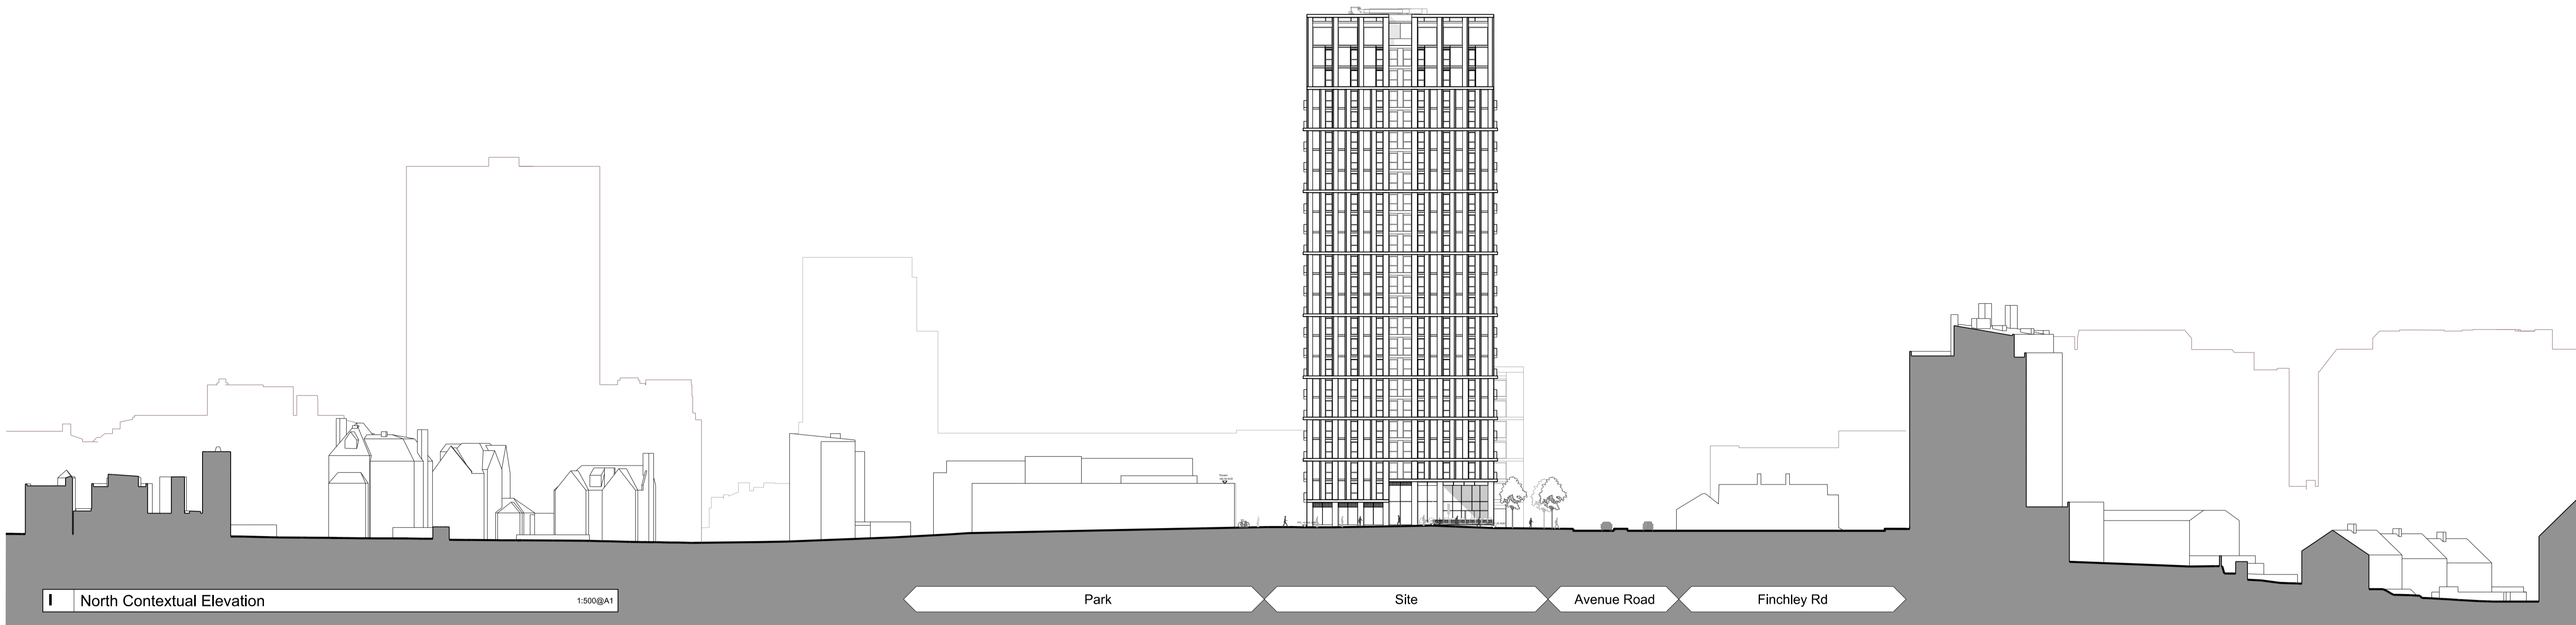 I North Contextual Elevation 1:500@A1
Park
Site
Avenue Road
Finchley Rd